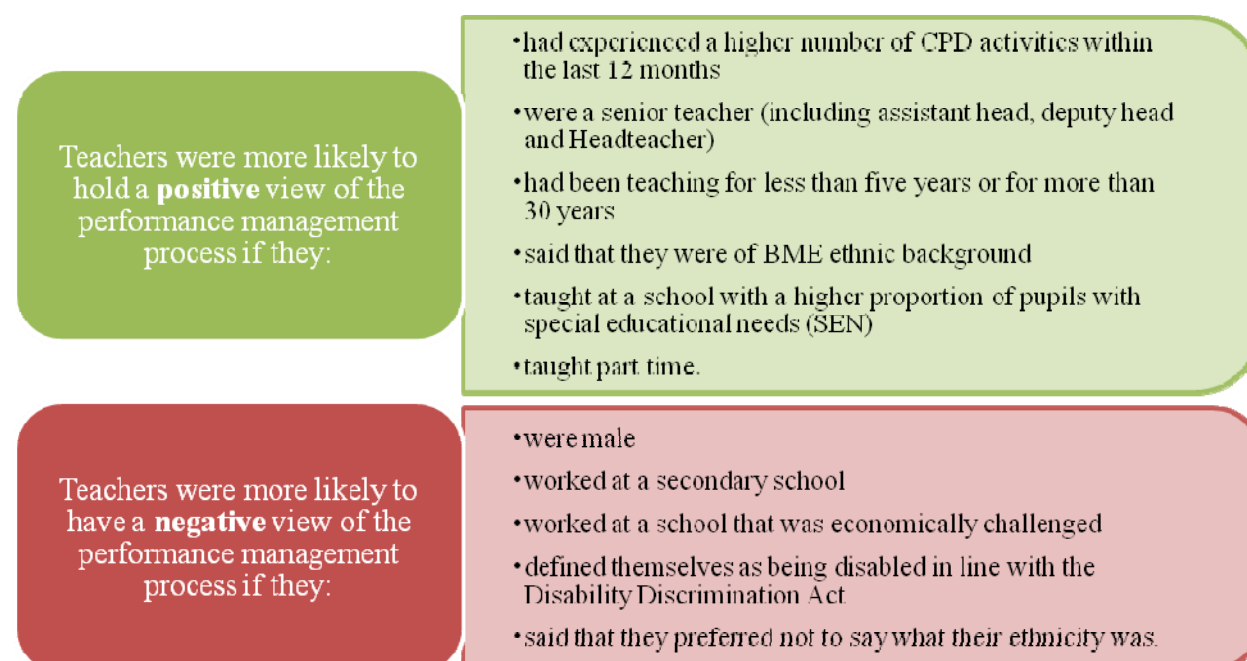 Teachers were more likely to
hold a positive view of the
performance management
process if they:
•had experienced a higher number of CPD activities within
the last 12 months
•were a senior teacher (including assistant head, deputy head
and Headteacher)
•had been teaching for less than five years or for more than
30 years
•said that they were of BME ethnic background
•taught at a school with a higher proportion of pupils with
special educational needs (SEN)
•taught part time.
Teachers were more likely to
have a negative view of the
performance management
process if they:
•were male
•worked at a secondary school
•worked at a school that was economically challenged
•defined themselves as being disabled in line with the
Disability Discrimination Act
•said that they preferred not to say what their ethnicity was.